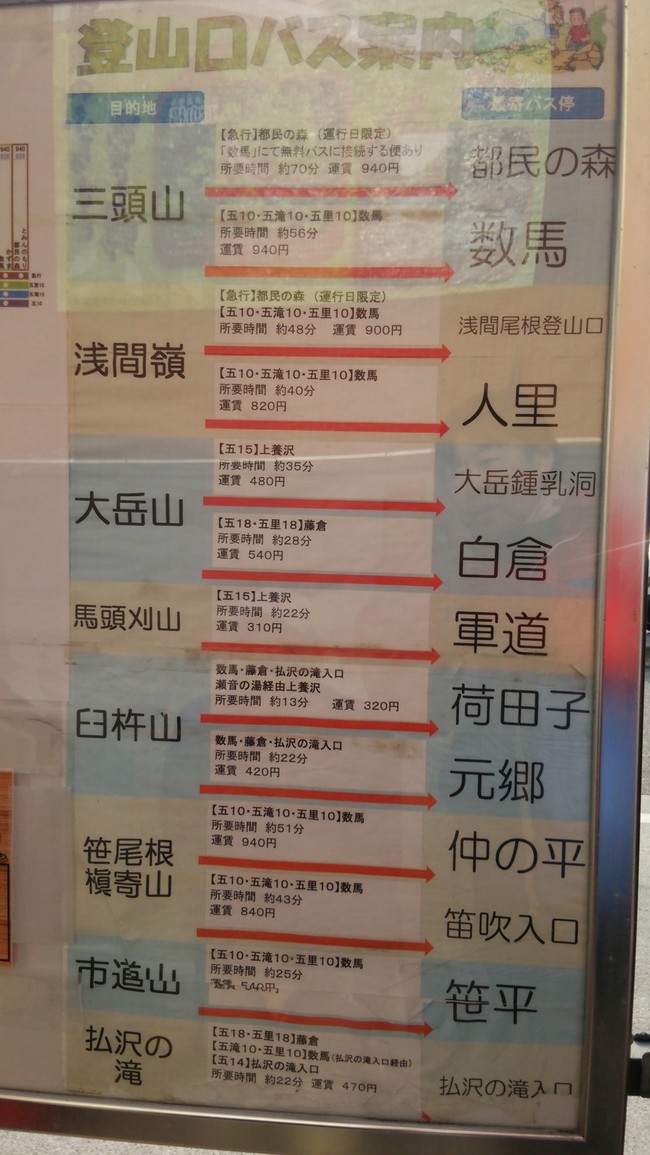 登山口バス案内
目的地
最寄バス停
三頭山
【急行】都民の森(運行日限定)
「数馬」にて無料バスに接続する便あり
所要時間 約70分 運賃 940円
都民の森
【五10・五滝10・五里10】数馬
所要時間 約56分
運賃 940円
数馬
浅間嶺
【急行】都民の森(運行日限定)
【五10・五滝10・五里10】数馬
所要時間 約48分 運賃 900円
浅間尾根登山口
【五10・五滝10・五里10】数馬
所要時間 約40分
運賃 820円
人里
大岳山
【五15】上養沢
所要時間 約35分
運賃 480円
大岳鍾乳洞
【五18・五里18】藤倉
所要時間 約28分
運賃 540円
白倉
馬頭刈山
【五15】上養沢
所要時間 約22分
運賃 310円
軍道
臼杵山
数馬・藤倉・払沢の滝入口
瀬音の湯経由上養沢
所要時間 約13分 運賃 320円
荷田子
数馬・藤倉・払沢の滝入口
所要時間 約22分
運賃 420円
元郷
笹尾根
槇寄山
【五10・五滝10・五里10】数馬
所要時間 約51分
運賃 940円
仲の平
【五10・五滝10・五里10】数馬
所要時間 約43分
運賃 840円
笛吹入口
市道山
【五10・五滝10・五里10】数馬
所要時間 約25分
笹平
払沢の
滝
【五18・五里18】藤倉
【五滝10・五里10】数馬(払沢の滝入口経由)
【五14】払沢の滝入口
所要時間 約22分 運賃 470円
払沢の滝入口